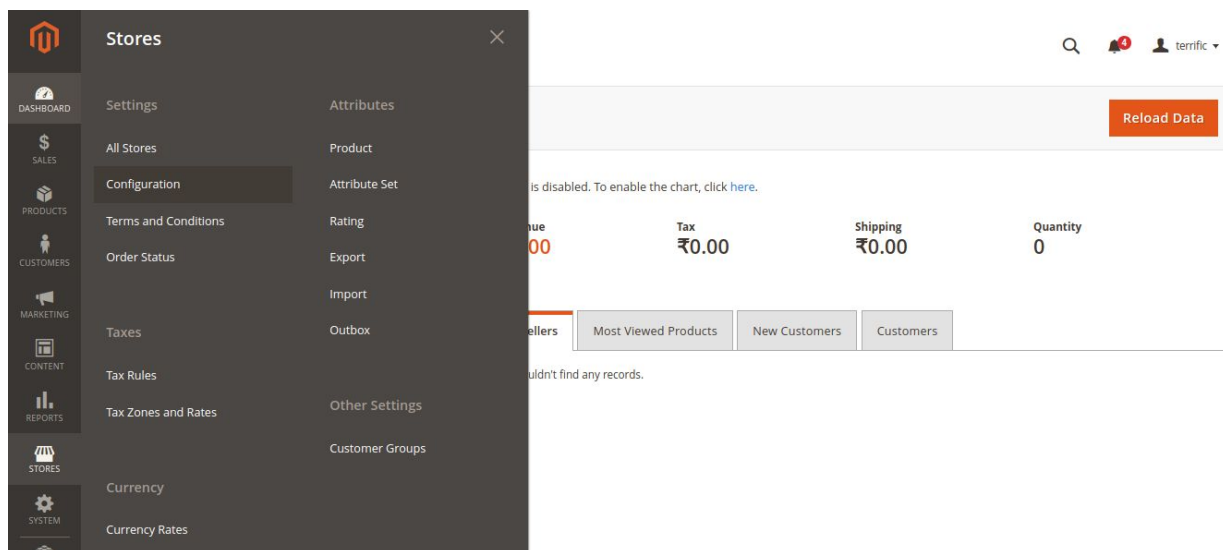 DASHBOARD
SALES
PRODUCTS
CUSTOMERS
MARKETING
CONTENT
REPORTS
STORES
SYSTEM
Stores
Settings
All Stores
Configuration
Terms and Conditions
Order Status
Taxes
Tax Rules
Tax Zones and Rates
Currency
Currency Rates
Attributes
Product
Attribute Set
Rating
Export
Import
Outbox
Other Settings
Customer Groups
4
terrific
Reload Data
is disabled. To enable the chart, click here.
nue
00
Tax
₹0.00
Shipping
₹0.00
Quantity
0
ellers
Most Viewed Products
New Customers
Customers
uldn't find any records.